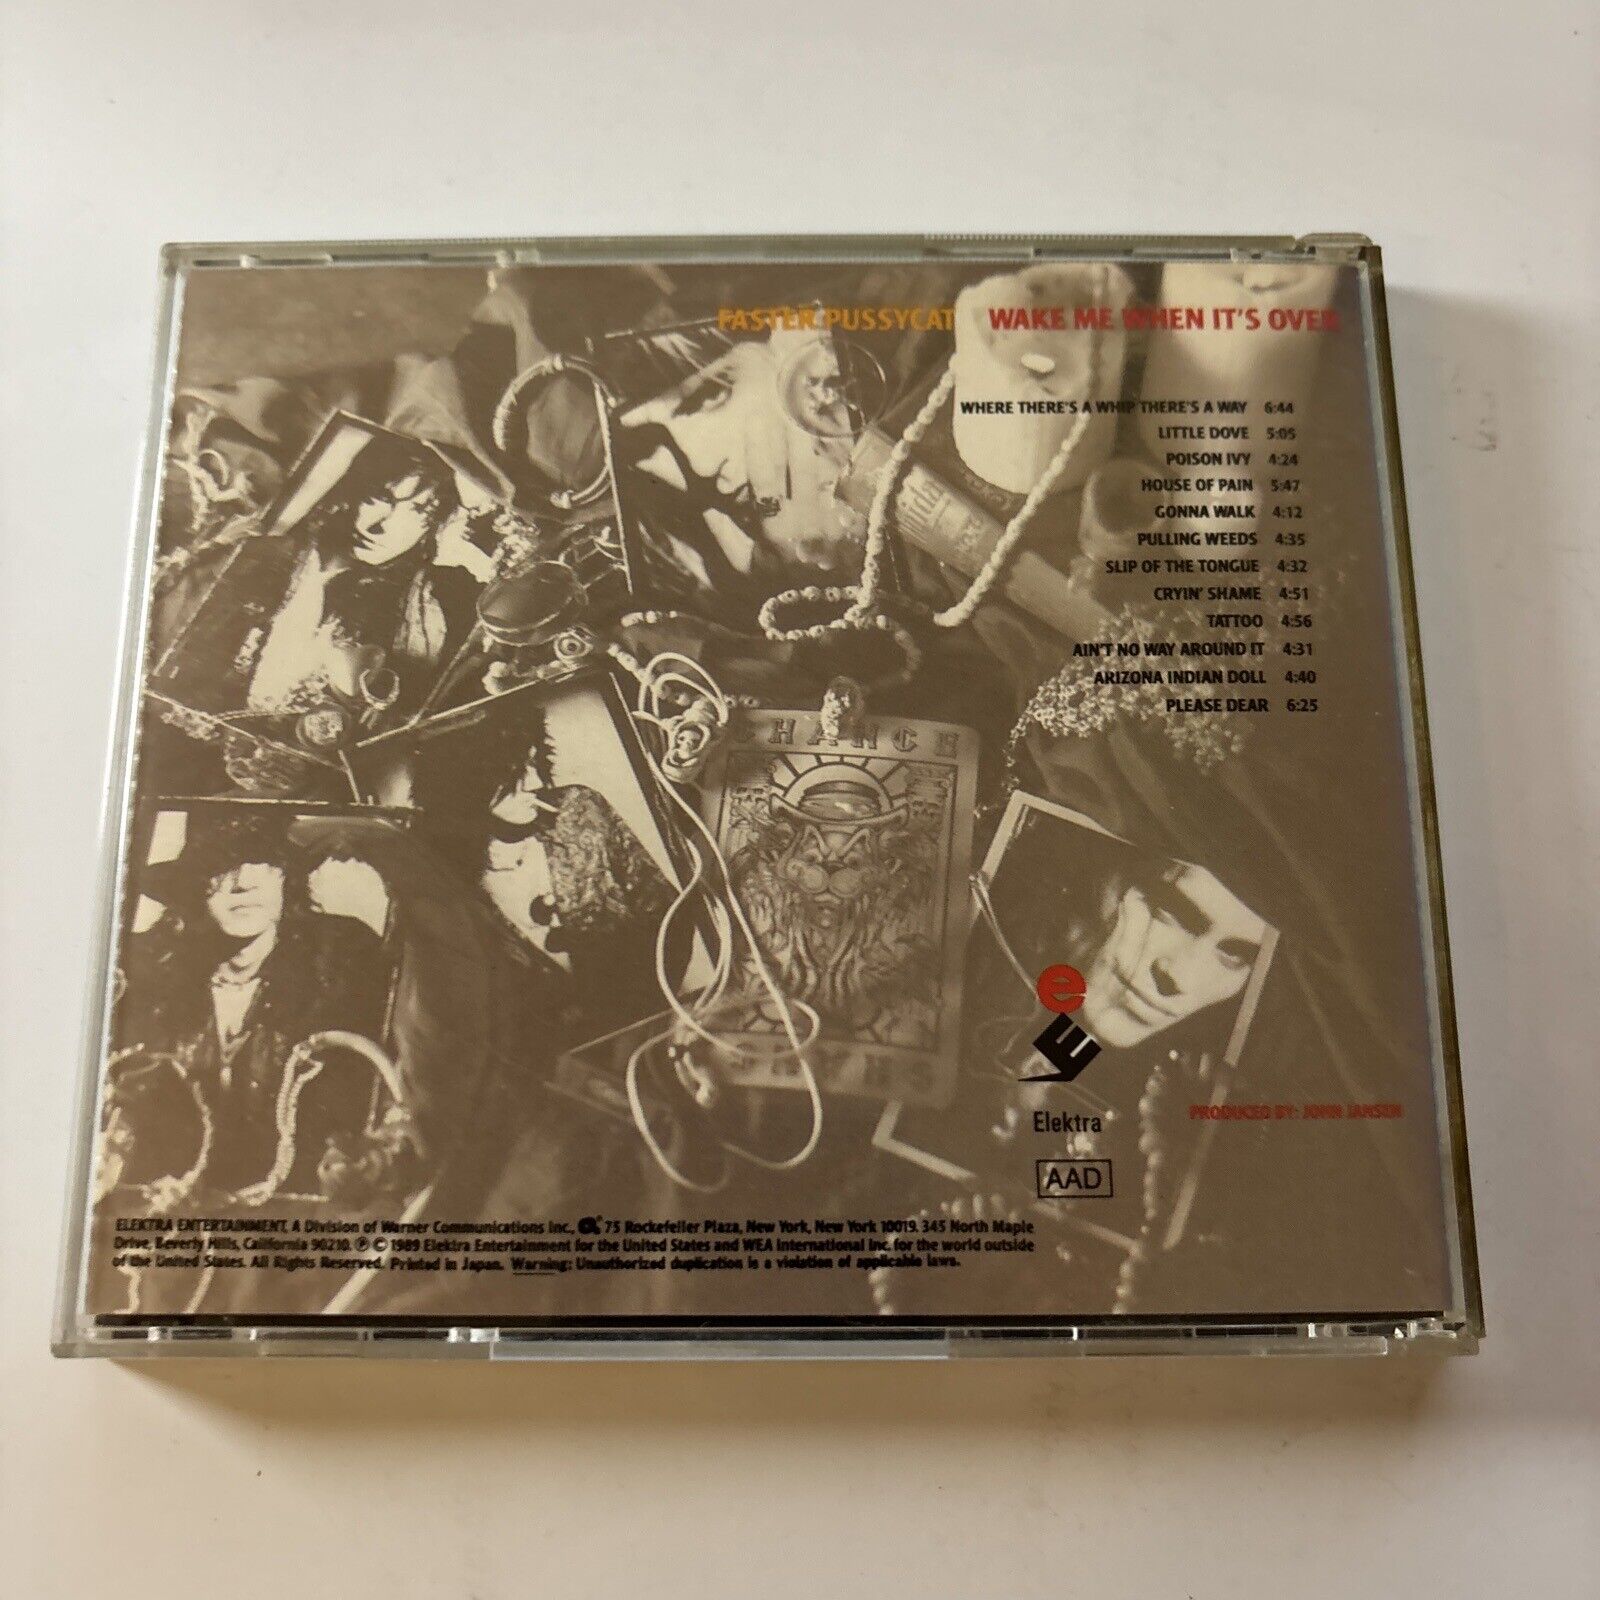 FASTER PUSSYCAT WAKE ME WHEN IT'S OVER
WHERE THERE'S A WHIP THERE'S A WAY 6:44
LITTLE DOVE 5:05
POISON IVY 4:24
HOUSE OF PAIN 5:47
GONNA WALK 4:12
PULLING WEEDS 4:35
SLIP OF THE TONGUE 4:32
CRYIN' SHAME 4:51
TATTOO 4:56
AIN'T NO WAY AROUND IT 4:31
ARIZONA INDIAN DOLL 4:40
PLEASE DEAR 6:25
CHANCE
CHANCE
e
E
Elektra
PRODUCED BY: JOHN JANSEN
AAD
ELEKTRA ENTERTAINMENT, A Division of Warner Communications Inc., 75 Rockefeller Plaza, New York, New York 10019. 345 North Maple
Drive, Beverly Hills, California 90210. ℗ © 1989 Elektra Entertainment for the United States and WEA International Inc. for the world outside
of the United States. All Rights Reserved. Printed in Japan. Warning: Unauthorized duplication is a violation of applicable laws.